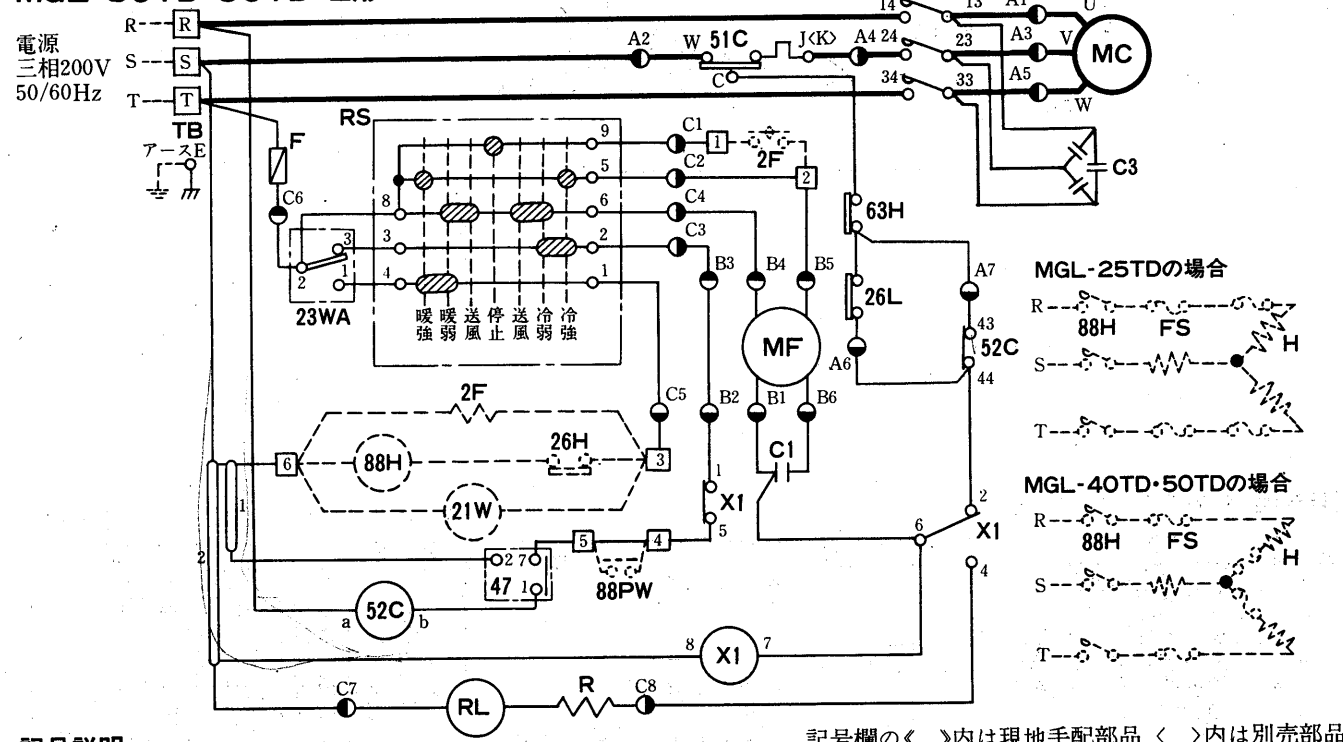 14
13
A1
U
R
R
電源
三相200V
50/60Hz
S
S
A2
W
51C
J〈K〉
A4
24
23
A3
V
MC
C
T
T
34
33
A5
W
TB
アースE
F
RS
9
C1
1
2F
C3
5
C2
2
C6
8
6
C4
63H
3
3
2
C3
2
1
4
1
B3
B4
B5
26L
A7
23WA
暖強
暖弱
送風
停止
送風
冷弱
冷強
MF
A6
43
52C
44
MGL-25TDの場合
R
88H
FS
H
S
T
2F
C5
B2
B1
B6
6
88H
26H
3
C1
21W
1
X1
5
1
2
5
4
88PW
2
7
47
1
6
2
X1
4
a
52C
b
8
X1
7
C7
RL
R
C8
MGL-40TD・50TDの場合
R
88H
FS
H
S
T
記号欄の《 》内は現地手配部品〈 〉内は別売部品